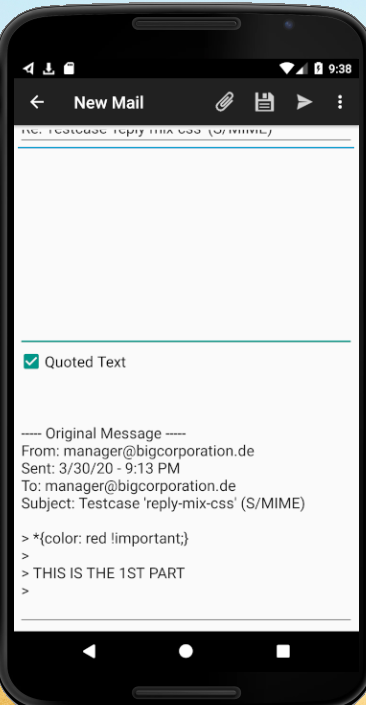 9:38
New Mail
Re: Testcase 'reply-mix-css' (S/MIME)
Quoted Text
----- Original Message -----
From: manager@bigcorporation.de
Sent: 3/30/20 - 9:13 PM
To: manager@bigcorporation.de
Subject: Testcase 'reply-mix-css' (S/MIME)
> *{color: red !important;}
>
> THIS IS THE 1ST PART
>